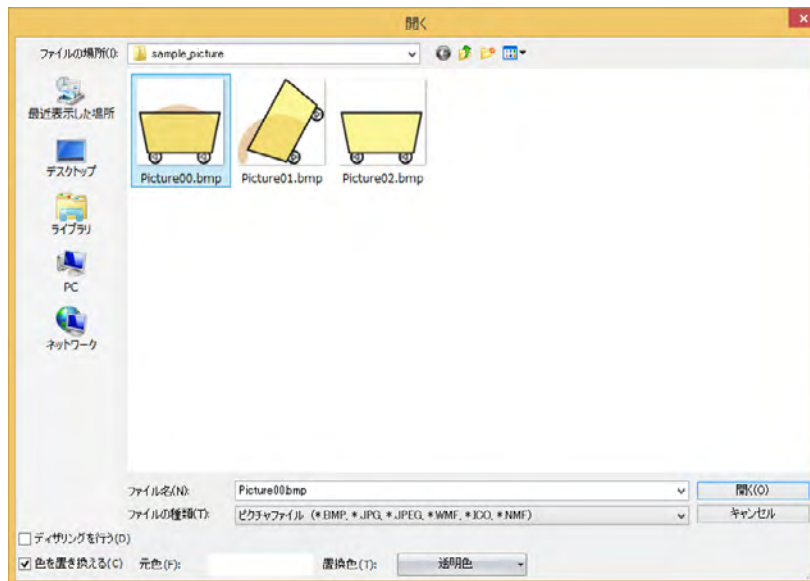 開く
ファイルの場所(I):
sample_picture
最近表示した場所
デスクトップ
ライブラリ
PC
ネットワーク
Picture00.bmp
Picture01.bmp
Picture02.bmp
ファイル名(N):
Picture00.bmp
開く(O)
ファイルの種類(T):
ピクチャファイル (*.BMP, *.JPG, *.JPEG, *.WMF, *.ICO, *.NMF)
キャンセル
ディザリングを行う(D)
色を置き換える(C)
元色(F):
置換色(T):
透明色